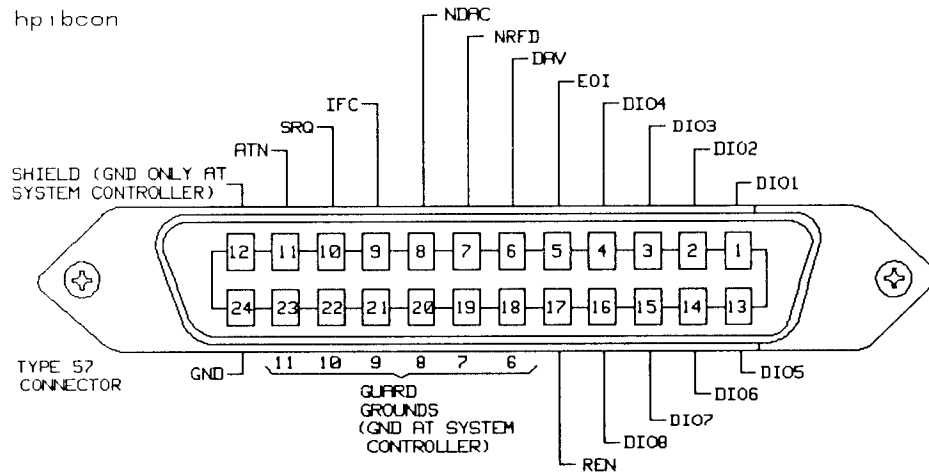 hpibcon
NDAC
NRFD
DAV
EOI
IFC
DIO4
SRQ
DIO3
ATN
DIO2
SHIELD (GND ONLY AT
SYSTEM CONTROLLER)
DIO1
12 11 10 9 8 7 6 5 4 3 2 1
24 23 22 21 20 19 18 17 16 15 14 13
TYPE 57
CONNECTOR
GND
11 10 9 8 7 6
DIO5
GUARD
GROUNDS
(GND AT SYSTEM
CONTROLLER)
DIO6
DIO7
DIO8
REN